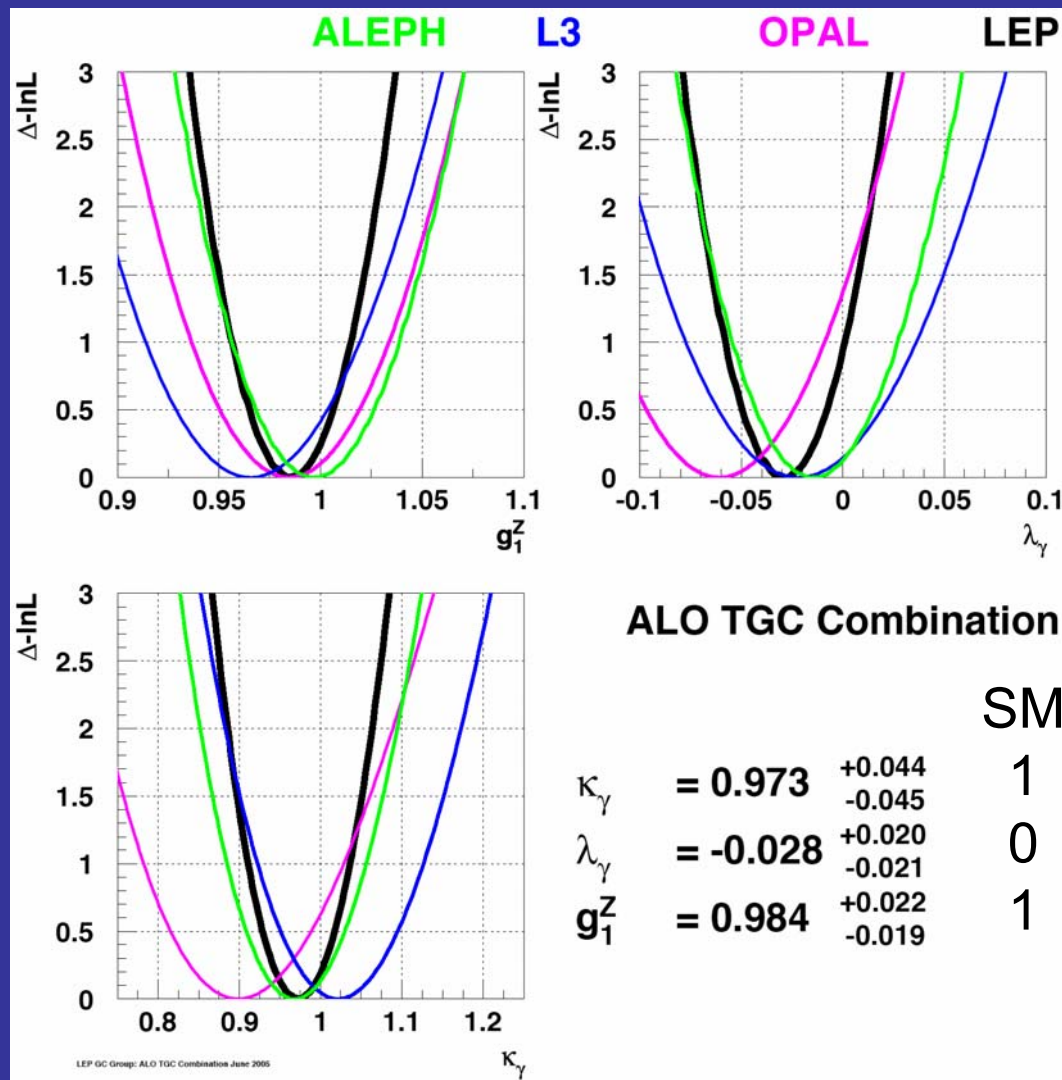 ALEPH L3 OPAL LEP
Δ-lnL
3
2.5
2
1.5
1
0.5
0
0.9 0.95 1 1.05 1.1
g₁ᶻ
Δ-lnL
3
2.5
2
1.5
1
0.5
0
-0.1 -0.05 0 0.05 0.1
λγ
Δ-lnL
3
2.5
2
1.5
1
0.5
0
0.8 0.9 1 1.1 1.2
κγ
ALO TGC Combination
SM
κγ = 0.973 +0.044 -0.045 1
λγ = -0.028 +0.020 -0.021 0
g₁ᶻ = 0.984 +0.022 -0.019 1
LEP GC Group: ALO TGC Combination June 2005